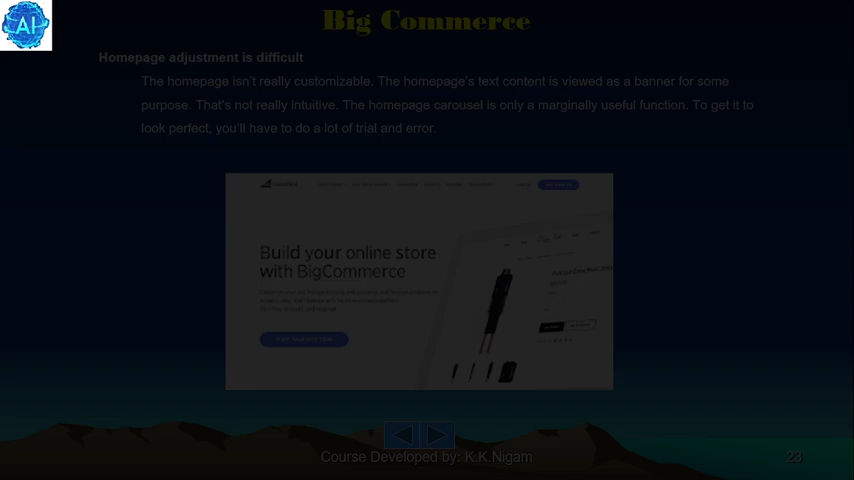 AI
Big Commerce
Homepage adjustment is difficult
The homepage isn't really customizable. The homepage's text content is viewed as a banner for some
purpose. That's not really intuitive. The homepage carousel is only a marginally useful function. To get it to
look perfect, you'll have to do a lot of trial and error.
Build your online store
with BigCommerce
Course Developed by: K.K.Nigam
23